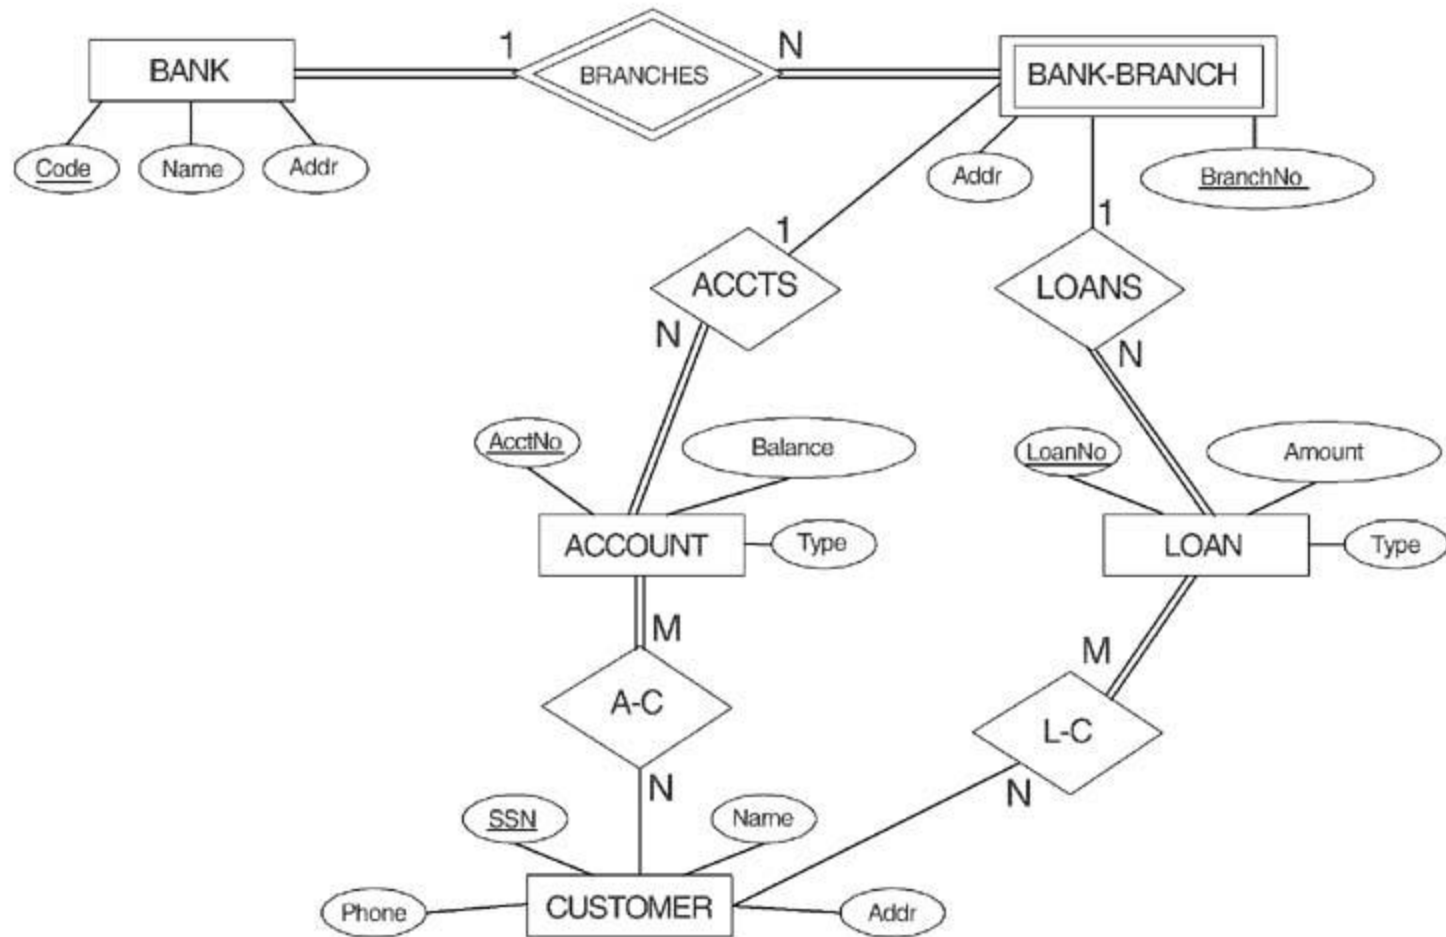 1
N
BANK
BRANCHES
BANK-BRANCH
Code
Name
Addr
Addr
BranchNo
1
1
ACCTS
LOANS
N
N
AcctNo
Balance
LoanNo
Amount
ACCOUNT
Type
LOAN
Type
M
M
A-C
L-C
N
N
SSN
Name
Phone
CUSTOMER
Addr